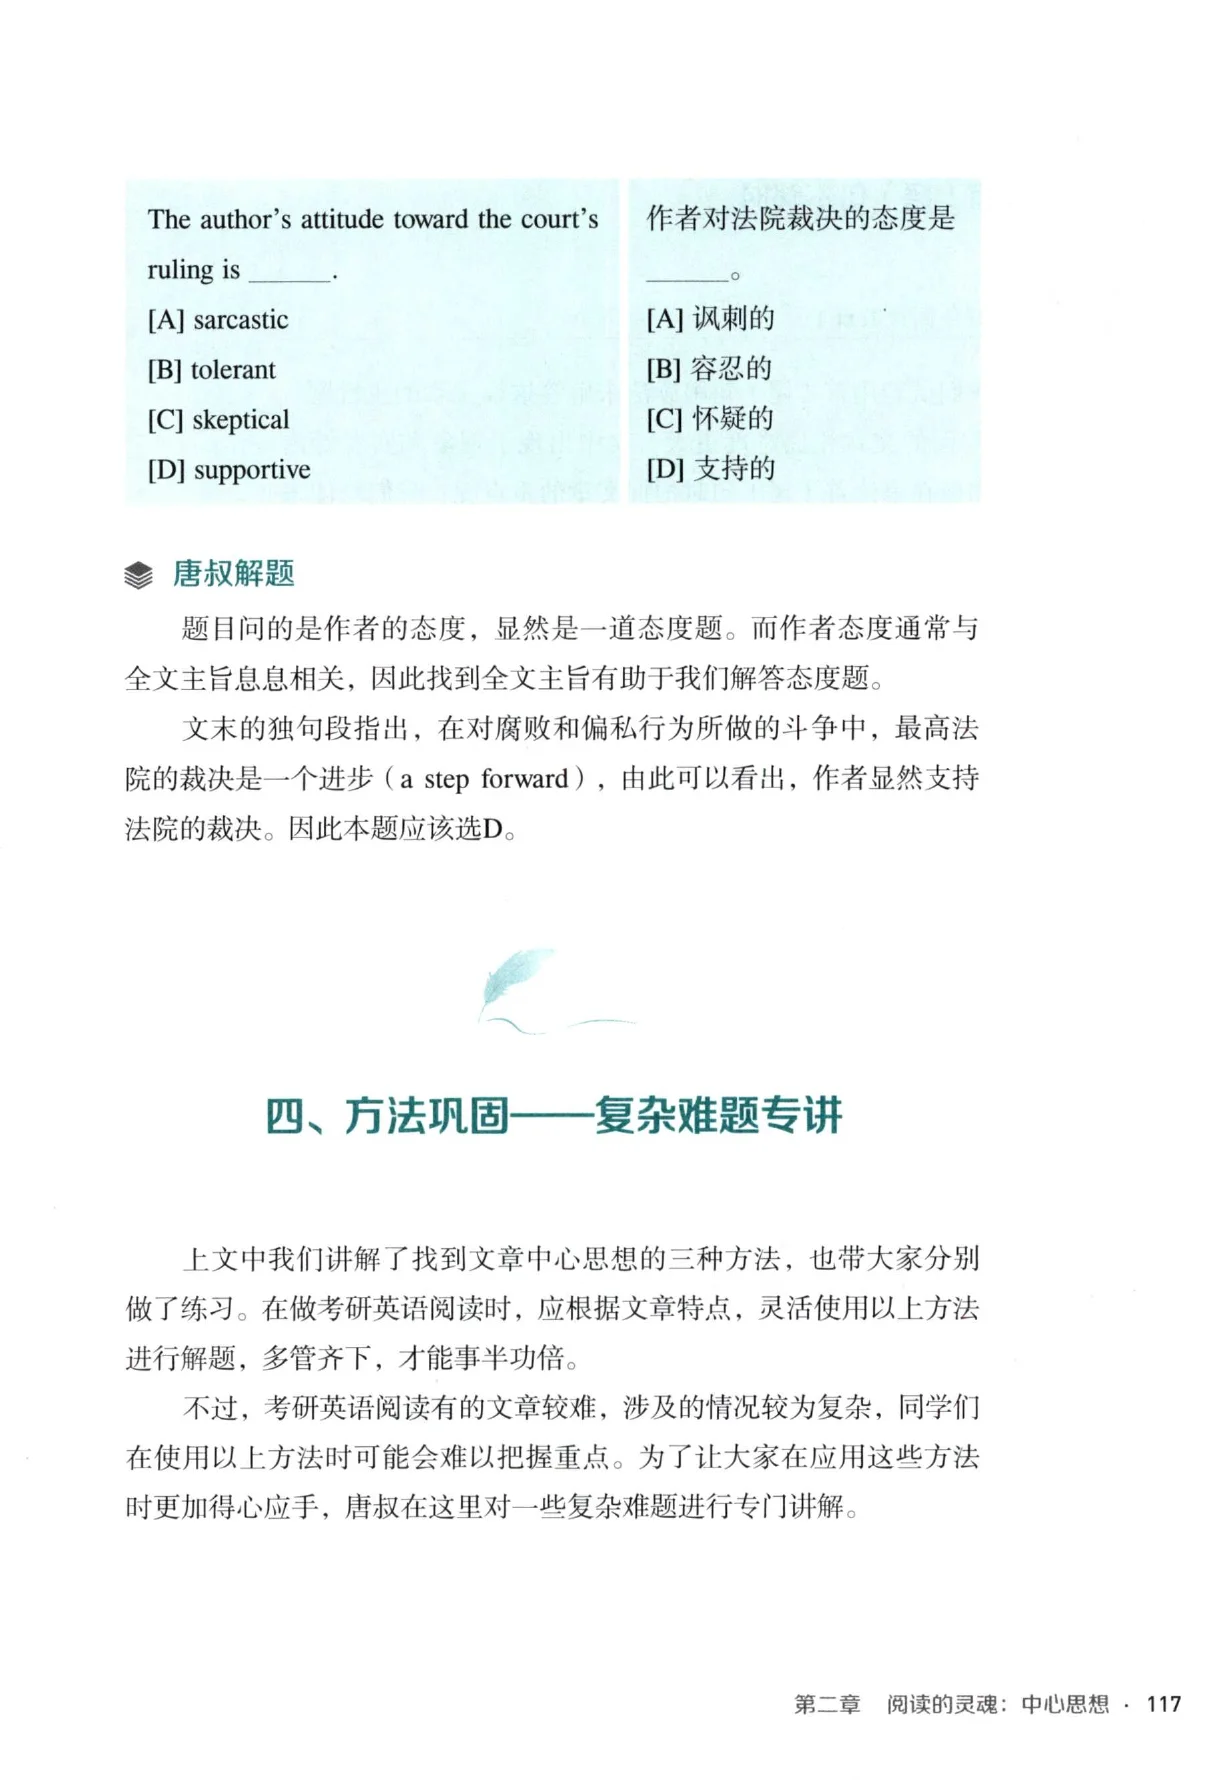 The author's attitude toward the court's
ruling is ______.
[A] sarcastic
[B] tolerant
[C] skeptical
[D] supportive
作者对法院裁决的态度是
______。
[A] 讽刺的
[B] 容忍的
[C] 怀疑的
[D] 支持的
唐叔解题
题目问的是作者的态度，显然是一道态度题。而作者态度通常与
全文主旨息息相关，因此找到全文主旨有助于我们解答态度题。
文末的独句段指出，在对腐败和偏私行为所做的斗争中，最高法
院的裁决是一个进步（a step forward），由此可以看出，作者显然支持
法院的裁决。因此本题应该选D。
四、方法巩固——复杂难题专讲
上文中我们讲解了找到文章中心思想的三种方法，也带大家分别
做了练习。在做考研英语阅读时，应根据文章特点，灵活使用以上方法
进行解题，多管齐下，才能事半功倍。
不过，考研英语阅读有的文章较难，涉及的情况较为复杂，同学们
在使用以上方法时可能会难以把握重点。为了让大家在应用这些方法
时更加得心应手，唐叔在这里对一些复杂难题进行专门讲解。
第二章 阅读的灵魂：中心思想 · 117